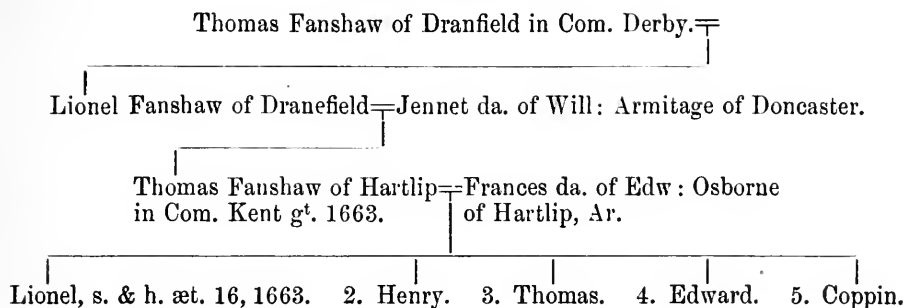 Thomas Fanshaw of Dranfield in Com. Derby.
Lionel Fanshaw of Dranefield Jennet da. of Will: Armitage of Doncaster.
Thomas Fanshaw of Hartlip Frances da. of Edw: Osborne
in Com. Kent gᵗ. 1663. of Hartlip, Ar.
Lionel, s. & h. æt. 16, 1663. 2. Henry. 3. Thomas. 4. Edward. 5. Coppin.